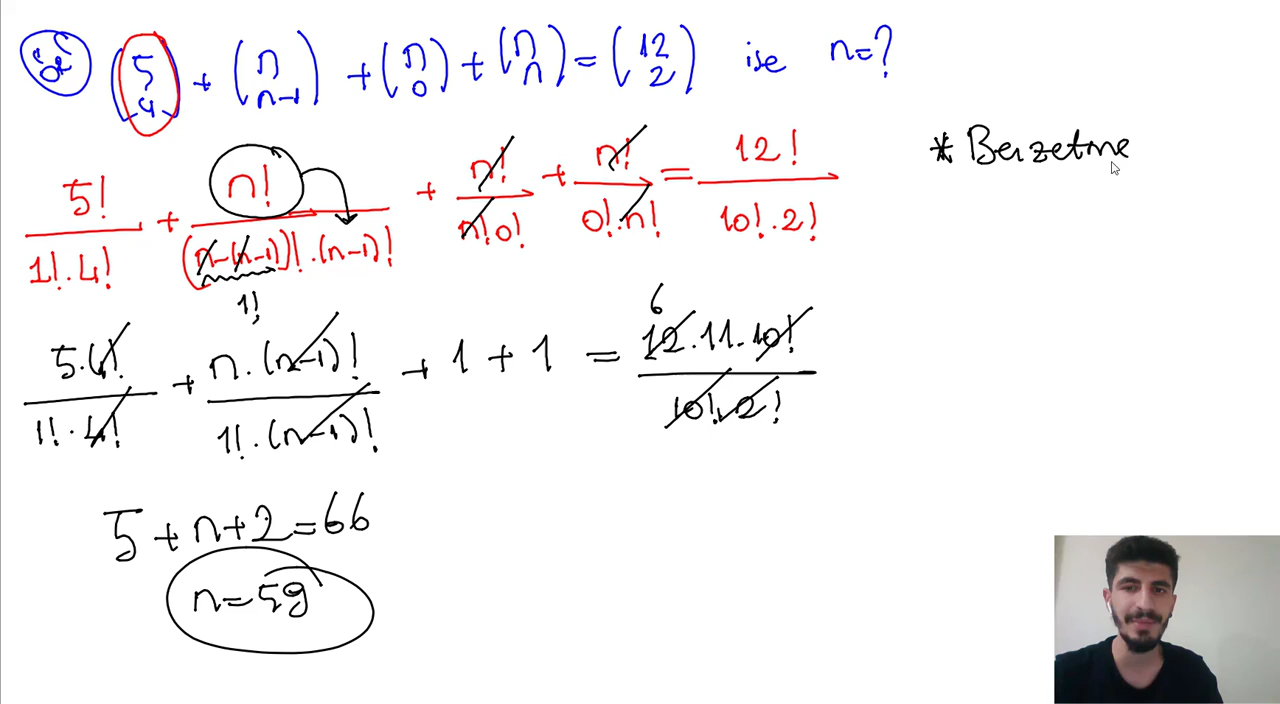 Ör (5 4) + (n n-1) + (n 0) + (n n) = (12 2) ise n=?
5!/(1!.4!) + n!/((n-(n-1))!.(n-1)!) + n!/(n!.0!) + n!/(0!.n!) = 12!/(10!.2!)
1!
* Benzetme
6
5.4!/(1!.4!) + n.(n-1)!/(1!.(n-1)!) + 1 + 1 = 12.11.10!/(10!.2!)
5+n+2=66
n=59